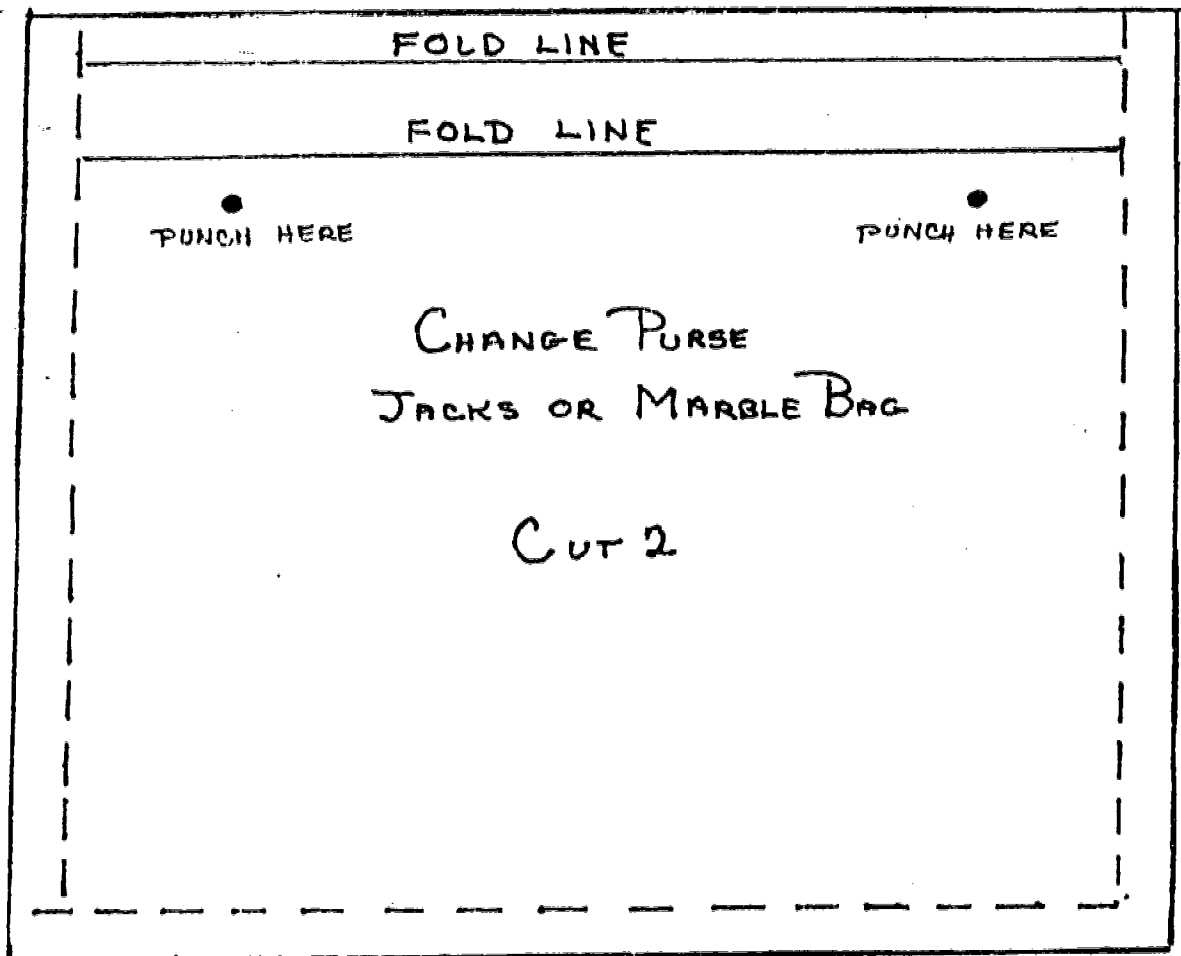 FOLD LINE
FOLD LINE
PUNCH HERE
PUNCH HERE
CHANGE PURSE
JACKS OR MARBLE BAG
CUT 2